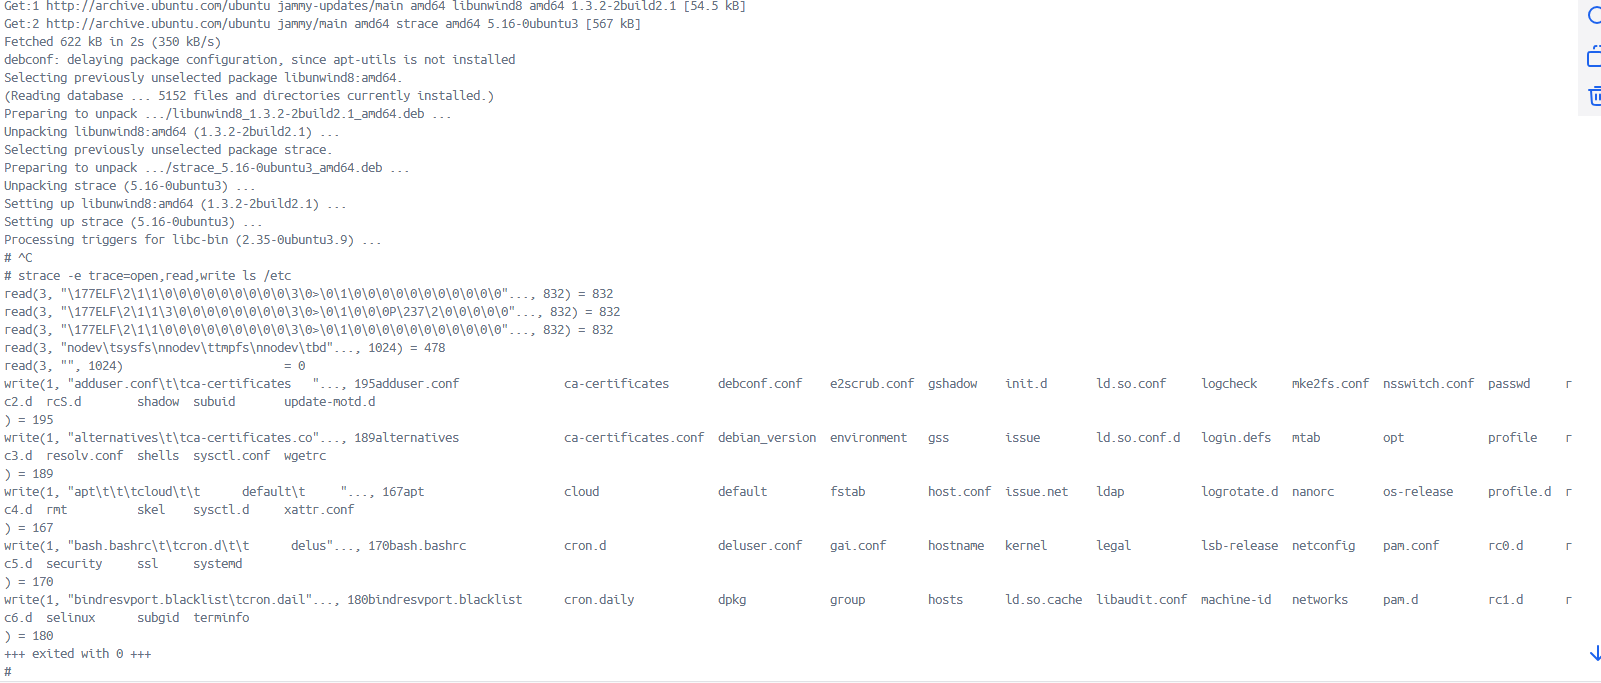 Get:1 http://archive.ubuntu.com/ubuntu jammy-updates/main amd64 libunwind8 amd64 1.3.2-2build2.1 [54.5 kB]
Get:2 http://archive.ubuntu.com/ubuntu jammy/main amd64 strace amd64 5.16-0ubuntu3 [567 kB]
Fetched 622 kB in 2s (350 kB/s)
debconf: delaying package configuration, since apt-utils is not installed
Selecting previously unselected package libunwind8:amd64.
(Reading database ... 5152 files and directories currently installed.)
Preparing to unpack .../libunwind8_1.3.2-2build2.1_amd64.deb ...
Unpacking libunwind8:amd64 (1.3.2-2build2.1) ...
Selecting previously unselected package strace.
Preparing to unpack .../strace_5.16-0ubuntu3_amd64.deb ...
Unpacking strace (5.16-0ubuntu3) ...
Setting up libunwind8:amd64 (1.3.2-2build2.1) ...
Setting up strace (5.16-0ubuntu3) ...
Processing triggers for libc-bin (2.35-0ubuntu3.9) ...
# ^C
# strace -e trace=open,read,write ls /etc
read(3, "\177ELF\2\1\1\0\0\0\0\0\0\0\0\0\3\0>\0\1\0\0\0\0\0\0\0\0\0\0\0"..., 832) = 832
read(3, "\177ELF\2\1\1\3\0\0\0\0\0\0\0\0\3\0>\0\1\0\0\0P\237\2\0\0\0\0\0"..., 832) = 832
read(3, "\177ELF\2\1\1\0\0\0\0\0\0\0\0\0\3\0>\0\1\0\0\0\0\0\0\0\0\0\0\0"..., 832) = 832
read(3, "nodev\tsysfs\nnodev\ttmpfs\nnodev\tbd"..., 1024) = 478
read(3, "", 1024)                       = 0
write(1, "adduser.conf\t\tca-certificates   "..., 195adduser.conf               ca-certificates       debconf.conf    e2scrub.conf  gshadow    init.d       ld.so.conf     logcheck     mke2fs.conf  nsswitch.conf  passwd     r
c2.d  rcS.d        shadow  subuid       update-motd.d
) = 195
write(1, "alternatives\t\tca-certificates.co"..., 189alternatives               ca-certificates.conf  debian_version  environment   gss        issue        ld.so.conf.d   login.defs   mtab         opt            profile    r
c3.d  resolv.conf  shells  sysctl.conf  wgetrc
) = 189
write(1, "apt\t\t\tcloud\t\t      default\t     "..., 167apt                    cloud                 default         fstab         host.conf  issue.net    ldap           logrotate.d  nanorc       os-release     profile.d  r
c4.d  rmt          skel    sysctl.d     xattr.conf
) = 167
write(1, "bash.bashrc\t\tcron.d\t\t      delus"..., 170bash.bashrc              cron.d                deluser.conf    gai.conf      hostname   kernel       legal          lsb-release  netconfig    pam.conf       rc0.d      r
c5.d  security     ssl     systemd
) = 170
write(1, "bindresvport.blacklist\tcron.dail"..., 180bindresvport.blacklist      cron.daily            dpkg            group         hosts      ld.so.cache  libaudit.conf  machine-id   networks     pam.d          rc1.d      r
c6.d  selinux      subgid  terminfo
) = 180
+++ exited with 0 +++
#